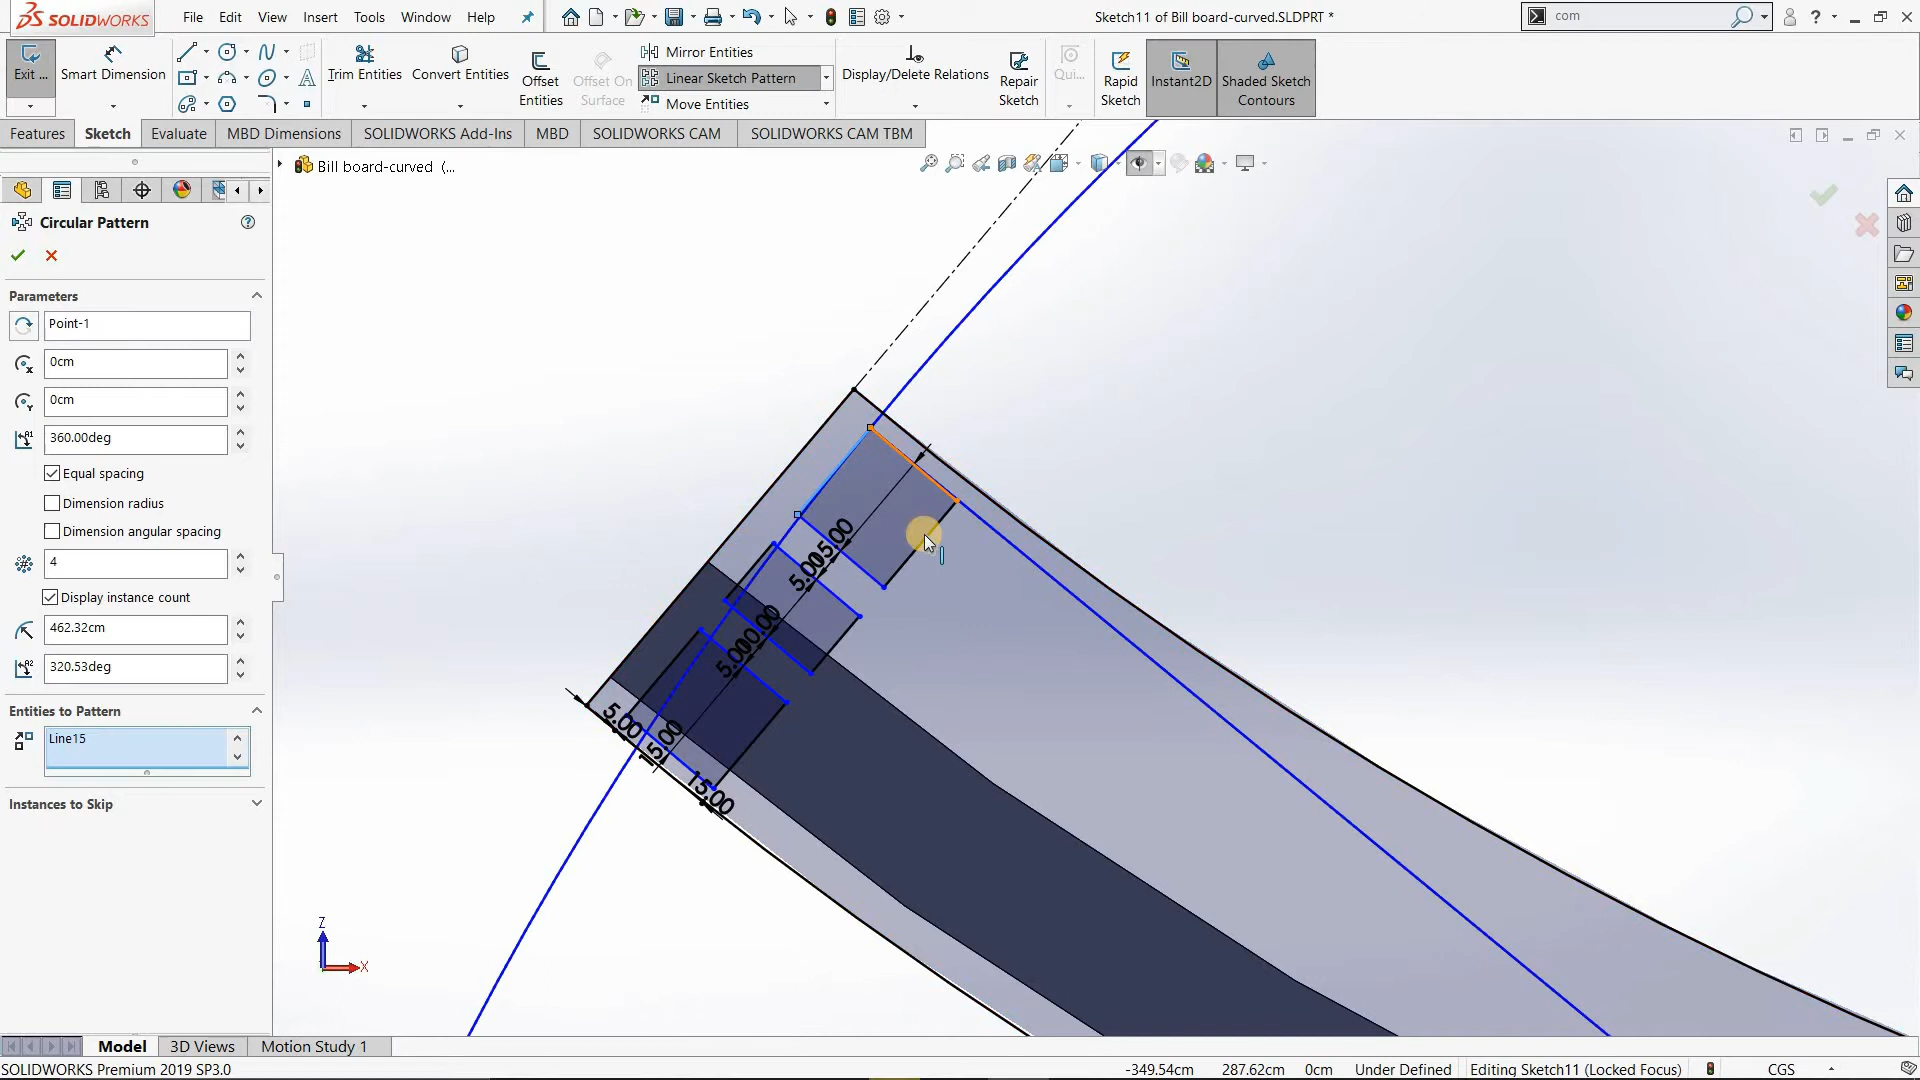 SOLIDWORKS
File Edit View Insert Tools Window Help
Sketch11 of Bill board-curved.SLDPRT *
com
Exit ...
Smart Dimension
Trim Entities
Convert Entities
Offset Entities
Offset On Surface
Mirror Entities
Linear Sketch Pattern
Move Entities
Display/Delete Relations
Repair Sketch
Qui...
Rapid Sketch
Instant2D
Shaded Sketch Contours
Features Sketch Evaluate MBD Dimensions SOLIDWORKS Add-Ins MBD SOLIDWORKS CAM SOLIDWORKS CAM TBM
Bill board-curved (...
Circular Pattern
Parameters
Point-1
0cm
0cm
360.00deg
Equal spacing
Dimension radius
Dimension angular spacing
4
Display instance count
462.32cm
320.53deg
Entities to Pattern
Line15
Instances to Skip
5.00
5.00
5.00
15.00
15.00
Z
X
Model 3D Views Motion Study 1
SOLIDWORKS Premium 2019 SP3.0
-349.54cm 287.62cm 0cm Under Defined Editing Sketch11 (Locked Focus) CGS